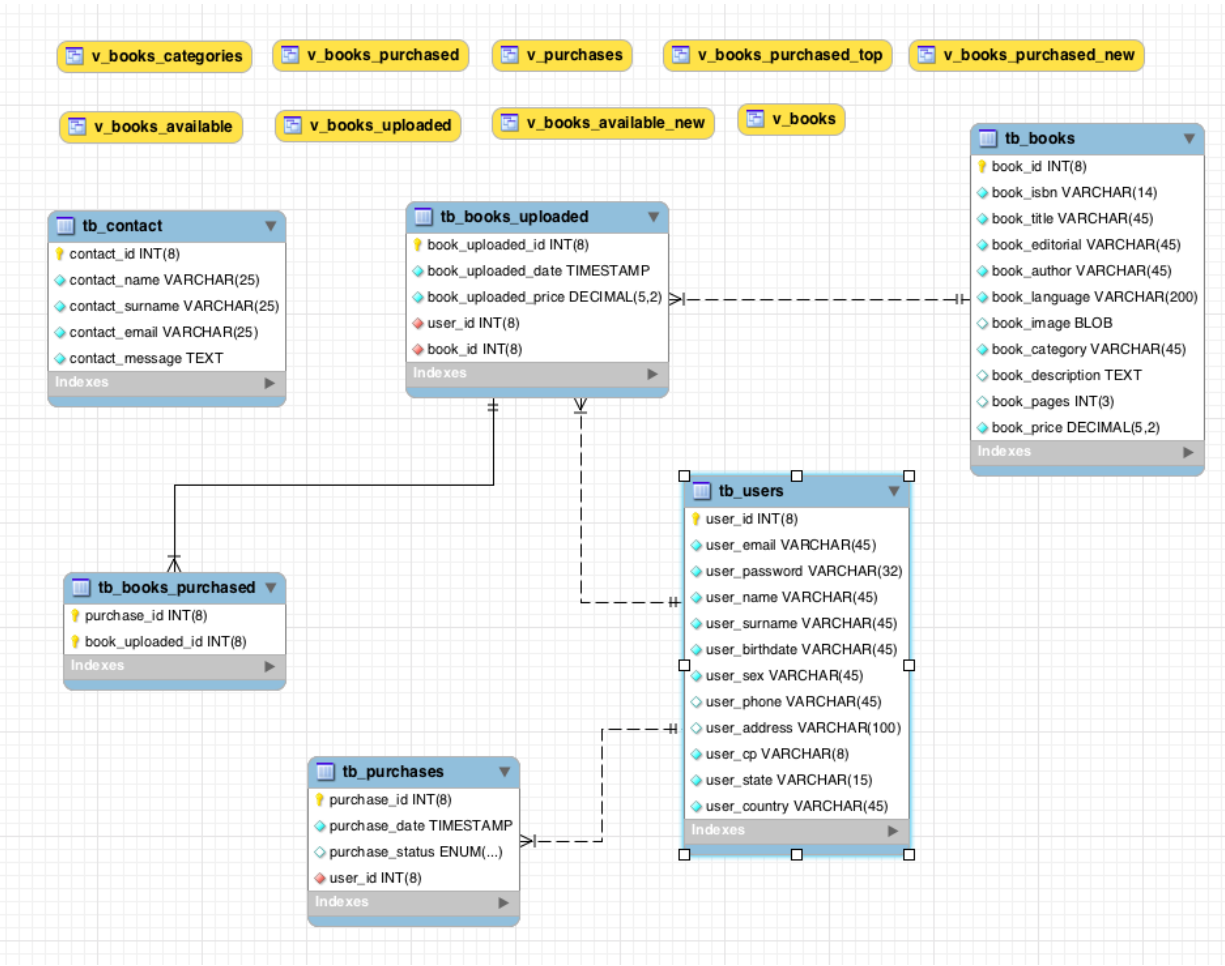 v_books_categories
v_books_purchased
v_purchases
v_books_purchased_top
v_books_purchased_new
v_books_available
v_books_uploaded
v_books_available_new
v_books
tb_books
book_id INT(8)
book_isbn VARCHAR(14)
book_title VARCHAR(45)
book_editorial VARCHAR(45)
book_author VARCHAR(45)
book_language VARCHAR(200)
book_image BLOB
book_category VARCHAR(45)
book_description TEXT
book_pages INT(3)
book_price DECIMAL(5,2)
Indexes
tb_contact
contact_id INT(8)
contact_name VARCHAR(25)
contact_surname VARCHAR(25)
contact_email VARCHAR(25)
contact_message TEXT
Indexes
tb_books_uploaded
book_uploaded_id INT(8)
book_uploaded_date TIMESTAMP
book_uploaded_price DECIMAL(5,2)
user_id INT(8)
book_id INT(8)
Indexes
tb_users
user_id INT(8)
user_email VARCHAR(45)
user_password VARCHAR(32)
user_name VARCHAR(45)
user_surname VARCHAR(45)
user_birthdate VARCHAR(45)
user_sex VARCHAR(45)
user_phone VARCHAR(45)
user_address VARCHAR(100)
user_cp VARCHAR(8)
user_state VARCHAR(15)
user_country VARCHAR(45)
Indexes
tb_books_purchased
purchase_id INT(8)
book_uploaded_id INT(8)
Indexes
tb_purchases
purchase_id INT(8)
purchase_date TIMESTAMP
purchase_status ENUM(...)
user_id INT(8)
Indexes